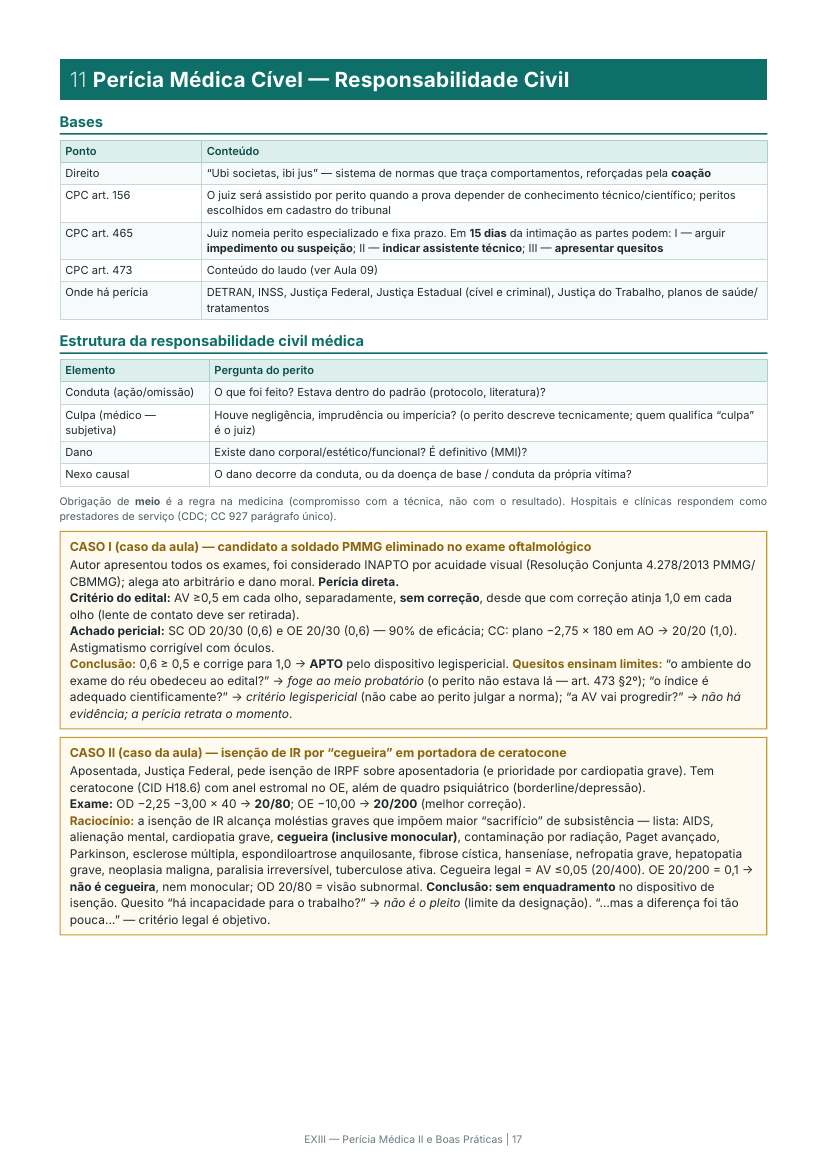 11 Perícia Médica Cível — Responsabilidade Civil
Bases
Ponto Conteúdo
Direito “Ubi societas, ibi jus” — sistema de normas que traça comportamentos, reforçadas pela coação
CPC art. 156 O juiz será assistido por perito quando a prova depender de conhecimento técnico/científico; peritos
escolhidos em cadastro do tribunal
CPC art. 465 Juiz nomeia perito especializado e fixa prazo. Em 15 dias da intimação as partes podem: I — arguir
impedimento ou suspeição; II — indicar assistente técnico; III — apresentar quesitos
CPC art. 473 Conteúdo do laudo (ver Aula 09)
Onde há perícia DETRAN, INSS, Justiça Federal, Justiça Estadual (cível e criminal), Justiça do Trabalho, planos de saúde/
tratamentos
Estrutura da responsabilidade civil médica
Elemento Pergunta do perito
Conduta (ação/omissão) O que foi feito? Estava dentro do padrão (protocolo, literatura)?
Culpa (médico — Houve negligência, imprudência ou imperícia? (o perito descreve tecnicamente; quem qualifica “culpa”
subjetiva) é o juiz)
Dano Existe dano corporal/estético/funcional? É definitivo (MMI)?
Nexo causal O dano decorre da conduta, ou da doença de base / conduta da própria vítima?
Obrigação de meio é a regra na medicina (compromisso com a técnica, não com o resultado). Hospitais e clínicas respondem como
prestadores de serviço (CDC; CC 927 parágrafo único).
CASO I (caso da aula) — candidato a soldado PMMG eliminado no exame oftalmológico
Autor apresentou todos os exames, foi considerado INAPTO por acuidade visual (Resolução Conjunta 4.278/2013 PMMG/
CBMMG); alega ato arbitrário e dano moral. Perícia direta.
Critério do edital: AV ≥0,5 em cada olho, separadamente, sem correção, desde que com correção atinja 1,0 em cada
olho (lente de contato deve ser retirada).
Achado pericial: SC OD 20/30 (0,6) e OE 20/30 (0,6) — 90% de eficácia; CC: plano −2,75 × 180 em AO → 20/20 (1,0).
Astigmatismo corrigível com óculos.
Conclusão: 0,6 ≥ 0,5 e corrige para 1,0 → APTO pelo dispositivo legispericial. Quesitos ensinam limites: “o ambiente do
exame do réu obedeceu ao edital?” → foge ao meio probatório (o perito não estava lá — art. 473 §2º); “o índice é
adequado cientificamente?” → critério legispericial (não cabe ao perito julgar a norma); “a AV vai progredir?” → não há
evidência; a perícia retrata o momento.
CASO II (caso da aula) — isenção de IR por “cegueira” em portadora de ceratocone
Aposentada, Justiça Federal, pede isenção de IRPF sobre aposentadoria (e prioridade por cardiopatia grave). Tem
ceratocone (CID H18.6) com anel estromal no OE, além de quadro psiquiátrico (borderline/depressão).
Exame: OD −2,25 −3,00 × 40 → 20/80; OE −10,00 → 20/200 (melhor correção).
Raciocínio: a isenção de IR alcança moléstias graves que impõem maior “sacrifício” de subsistência — lista: AIDS,
alienação mental, cardiopatia grave, cegueira (inclusive monocular), contaminação por radiação, Paget avançado,
Parkinson, esclerose múltipla, espondiloartrose anquilosante, fibrose cística, hanseníase, nefropatia grave, hepatopatia
grave, neoplasia maligna, paralisia irreversível, tuberculose ativa. Cegueira legal = AV ≤0,05 (20/400). OE 20/200 = 0,1 →
não é cegueira, nem monocular; OD 20/80 = visão subnormal. Conclusão: sem enquadramento no dispositivo de
isenção. Quesito “há incapacidade para o trabalho?” → não é o pleito (limite da designação). “…mas a diferença foi tão
pouca…” — critério legal é objetivo.
EXIII — Perícia Médica II e Boas Práticas | 17